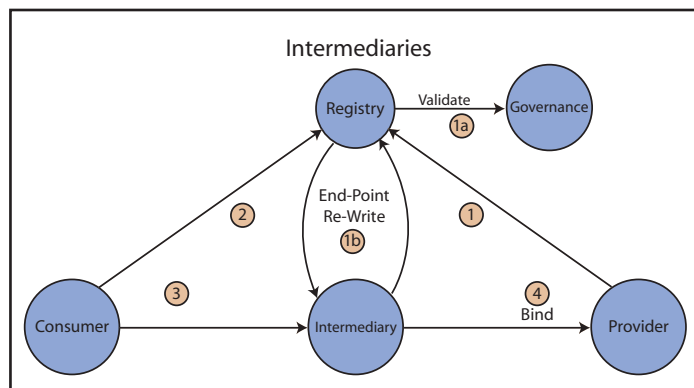 Intermediaries
Registry
Validate
1a
Governance
2
End-Point
Re-Write
1b
1
3
4
Bind
Consumer
Intermediary
Provider